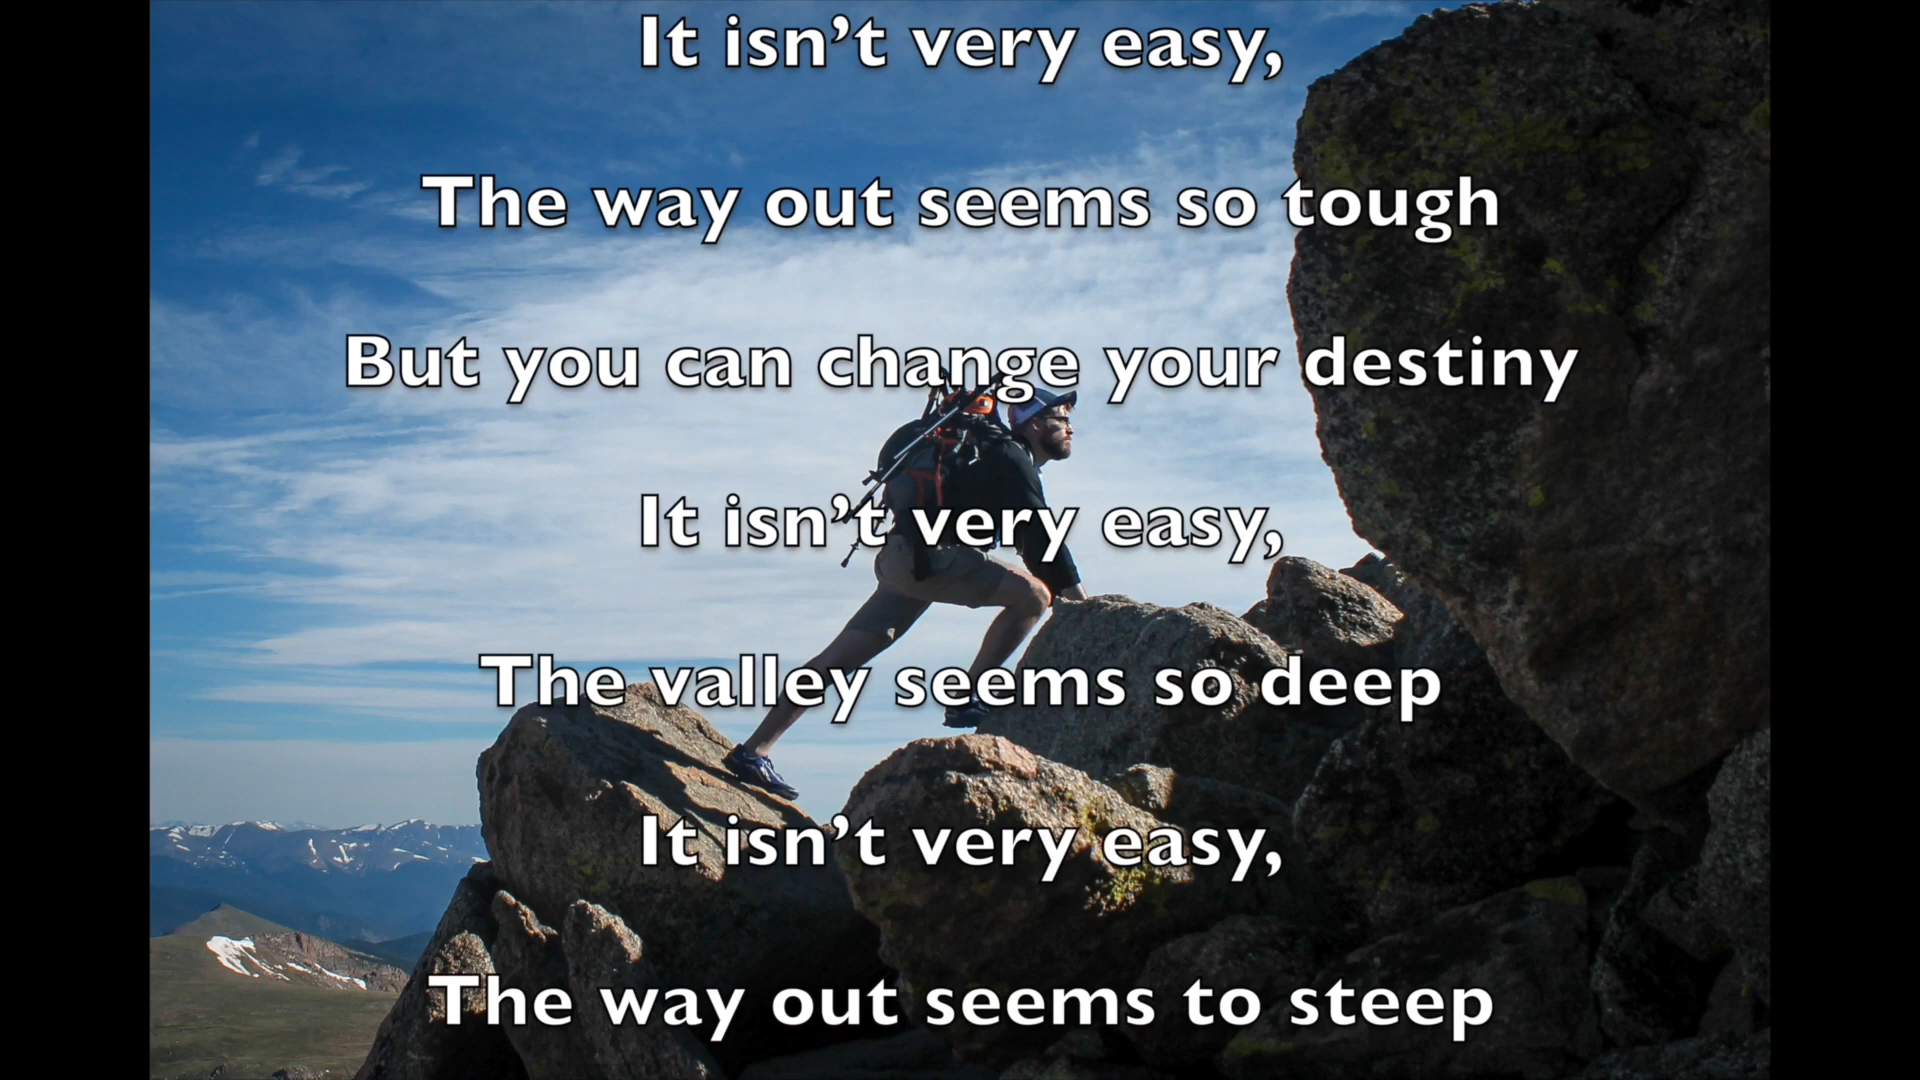 It isn’t very easy,
The way out seems so tough
But you can change your destiny
It isn’t very easy,
The valley seems so deep
It isn’t very easy,
The way out seems to steep